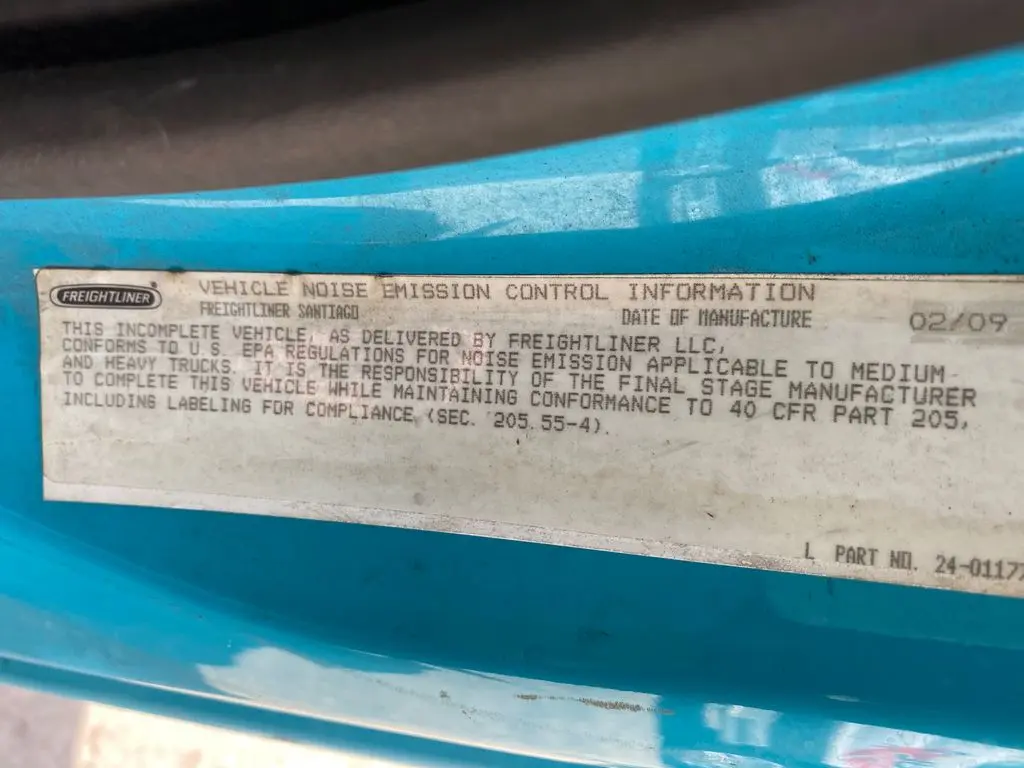 FREIGHTLINER
VEHICLE NOISE EMISSION CONTROL INFORMATION
FREIGHTLINER SANTIAGO
DATE OF MANUFACTURE 02/09
THIS INCOMPLETE VEHICLE, AS DELIVERED BY FREIGHTLINER LLC,
CONFORMS TO U.S. EPA REGULATIONS FOR NOISE EMISSION APPLICABLE TO MEDIUM-
AND HEAVY TRUCKS. IT IS THE RESPONSIBILITY OF THE FINAL STAGE MANUFACTURER
TO COMPLETE THIS VEHICLE WHILE MAINTAINING CONFORMANCE TO 40 CFR PART 205,
INCLUDING LABELING FOR COMPLIANCE (SEC. 205.55-4).
L PART NO.